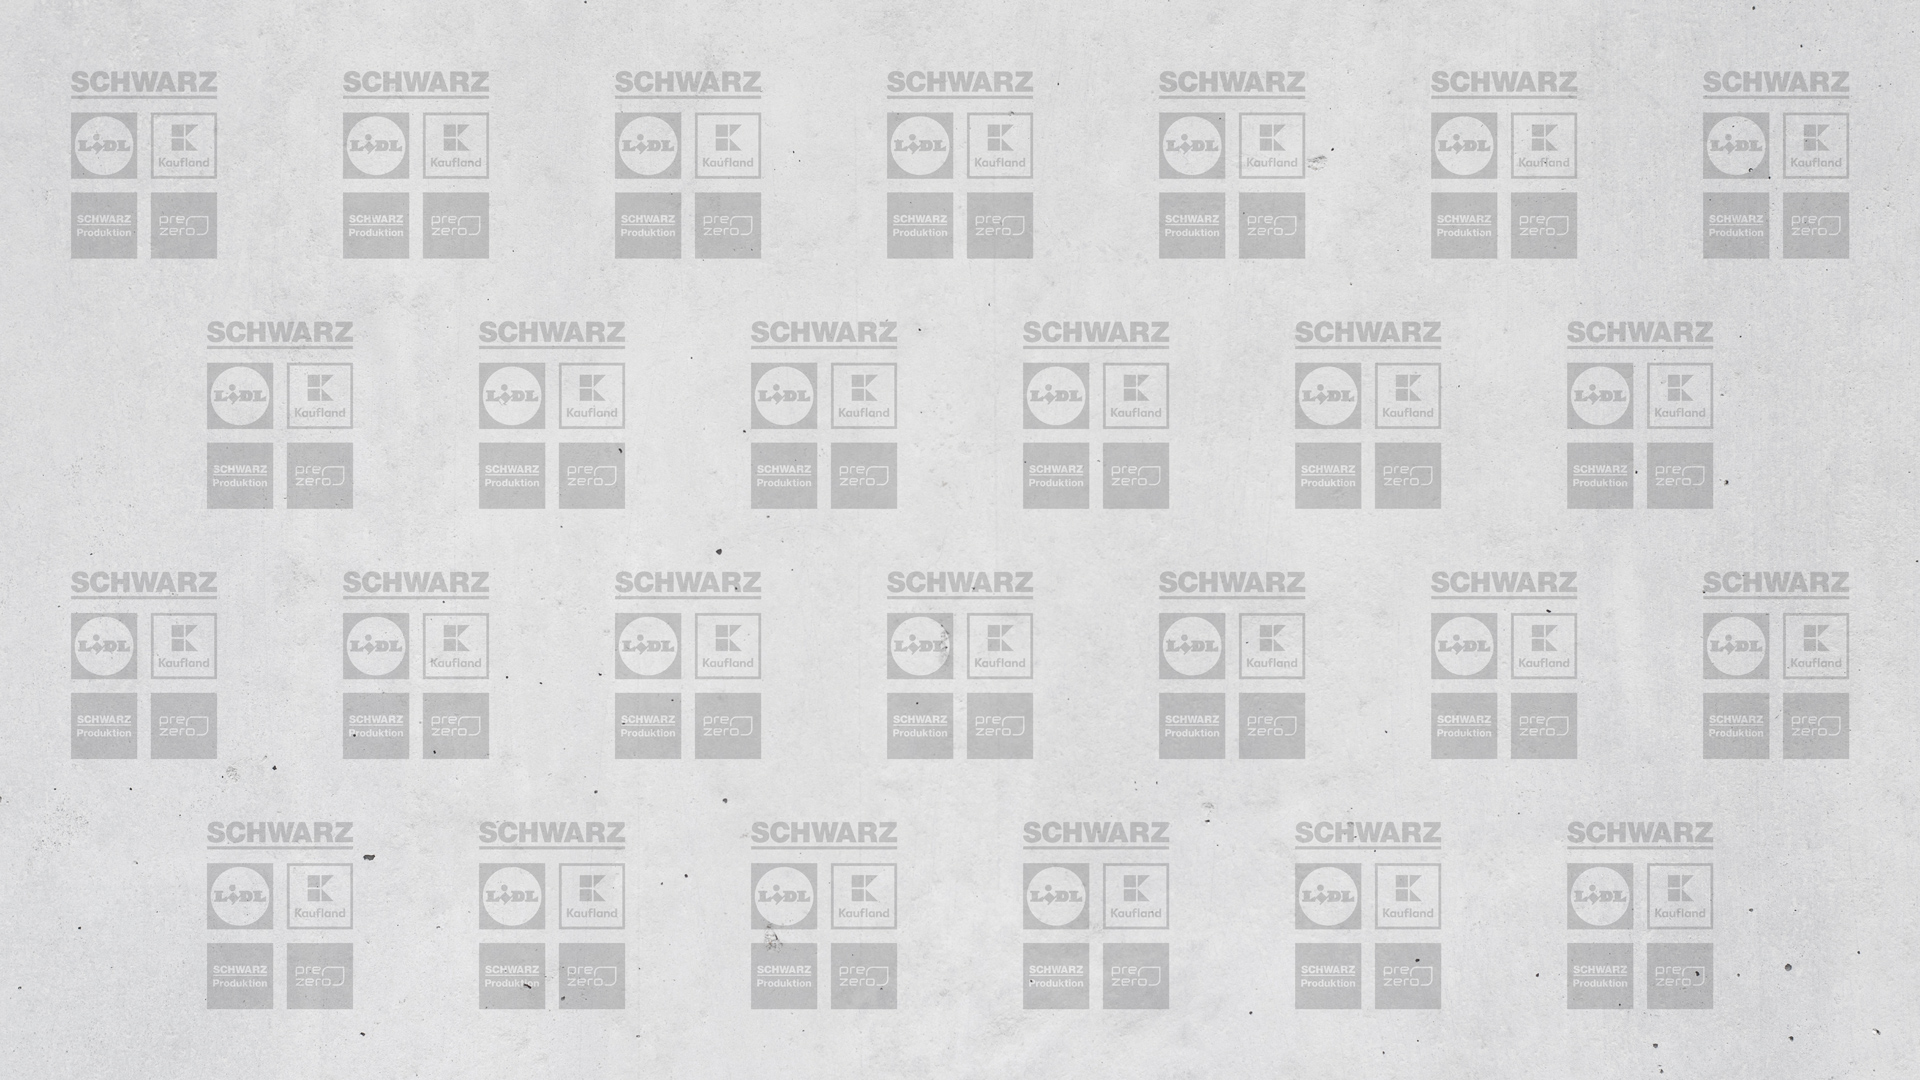 SCHWARZ SCHWARZ SCHWARZ SCHWARZ SCHWARZ SCHWARZ SCHWARZ
LiDL Kaufland LiDL Kaufland LiDL Kaufland LiDL Kaufland LiDL Kaufland LiDL Kaufland LiDL Kaufland
SCHWARZ pre SCHWARZ pre SCHWARZ pre SCHWARZ pre SCHWARZ pre SCHWARZ pre SCHWARZ pre
Produktion zero Produktion zero Produktion zero Produktion zero Produktion zero Produktion zero Produktion zero
SCHWARZ SCHWARZ SCHWARZ SCHWARZ SCHWARZ SCHWARZ
LiDL Kaufland LiDL Kaufland LiDL Kaufland LiDL Kaufland LiDL Kaufland LiDL Kaufland
SCHWARZ pre SCHWARZ pre SCHWARZ pre SCHWARZ pre SCHWARZ pre SCHWARZ pre
Produktion zero Produktion zero Produktion zero Produktion zero Produktion zero Produktion zero
SCHWARZ SCHWARZ SCHWARZ SCHWARZ SCHWARZ SCHWARZ SCHWARZ
LiDL Kaufland LiDL Kaufland LiDL Kaufland LiDL Kaufland LiDL Kaufland LiDL Kaufland LiDL Kaufland
SCHWARZ pre SCHWARZ pre SCHWARZ pre SCHWARZ pre SCHWARZ pre SCHWARZ pre SCHWARZ pre
Produktion zero Produktion zero Produktion zero Produktion zero Produktion zero Produktion zero Produktion zero
SCHWARZ SCHWARZ SCHWARZ SCHWARZ SCHWARZ SCHWARZ
LiDL Kaufland LiDL Kaufland LiDL Kaufland LiDL Kaufland LiDL Kaufland LiDL Kaufland
SCHWARZ pre SCHWARZ pre SCHWARZ pre SCHWARZ pre SCHWARZ pre SCHWARZ pre
Produktion zero Produktion zero Produktion zero Produktion zero Produktion zero Produktion zero